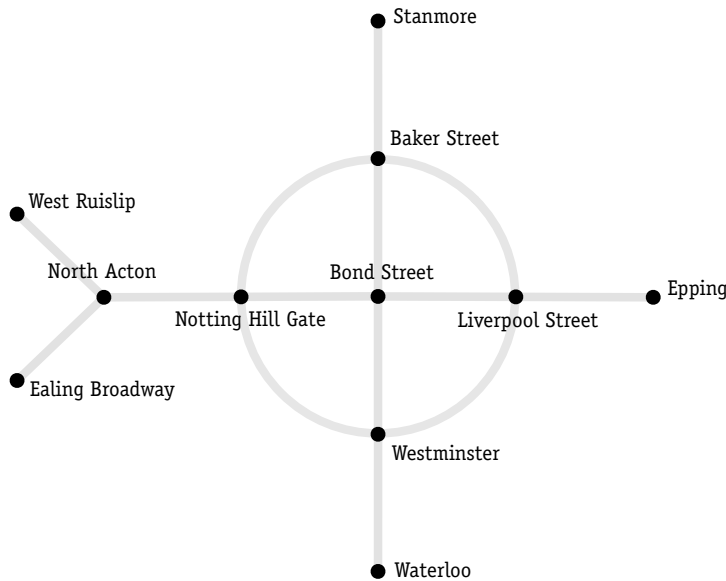 Stanmore
Baker Street
West Ruislip
North Acton
Bond Street
Epping
Notting Hill Gate
Liverpool Street
Ealing Broadway
Westminster
Waterloo